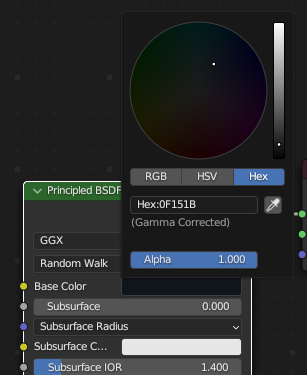 RGB HSV Hex
Hex:0F151B
(Gamma Corrected)
Alpha 1.000
Principled BSDF
GGX
Random Walk
Base Color
Subsurface 0.000
Subsurface Radius
Subsurface C...
Subsurface IOR 1.400